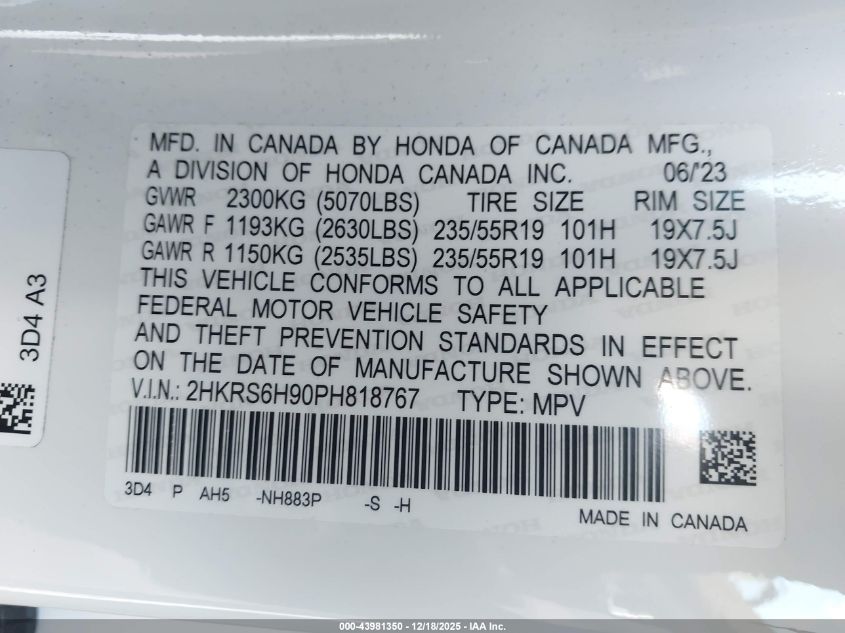 MFD. IN CANADA BY HONDA OF CANADA MFG.,
A DIVISION OF HONDA CANADA INC. 06/'23
GVWR 2300KG (5070LBS) TIRE SIZE RIM SIZE
GAWR F 1193KG (2630LBS) 235/55R19 101H 19X7.5J
GAWR R 1150KG (2535LBS) 235/55R19 101H 19X7.5J
THIS VEHICLE CONFORMS TO ALL APPLICABLE
FEDERAL MOTOR VEHICLE SAFETY
AND THEFT PREVENTION STANDARDS IN EFFECT
ON THE DATE OF MANUFACTURE SHOWN ABOVE.
V.I.N.: 2HKRS6H90PH818767 TYPE: MPV
3D4 P AH5 -NH883P -S -H
MADE IN CANADA
3D4 A3
000-43981350 - 12/18/2025 - IAA Inc.